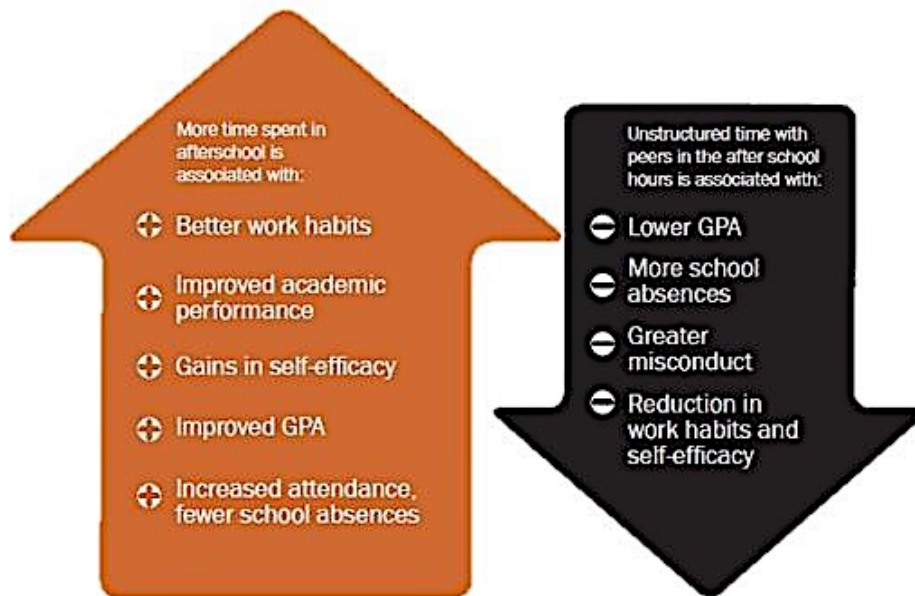 More time spent in
afterschool is
associated with:
Better work habits
Improved academic
performance
Gains in self-efficacy
Improved GPA
Increased attendance,
fewer school absences
Unstructured time with
peers in the after school
hours is associated with:
Lower GPA
More school
absences
Greater
misconduct
Reduction in
work habits and
self-efficacy